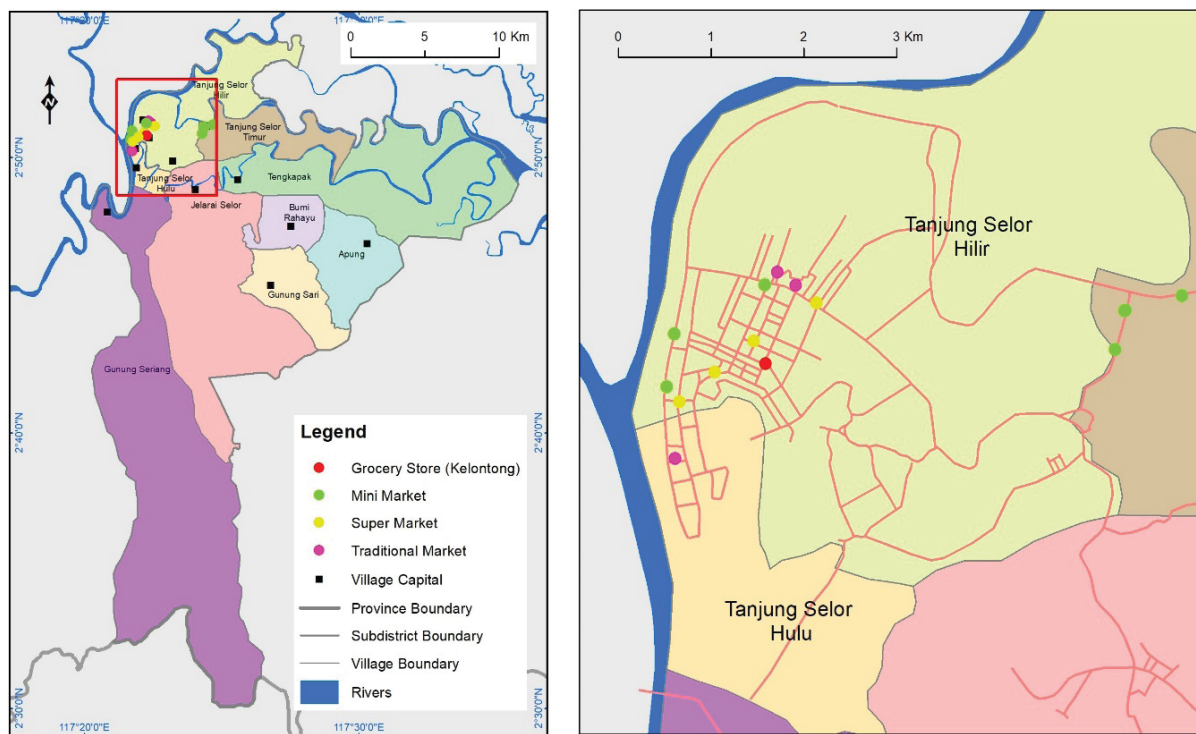 117°20'0"E
117°30'0"E
0 5 10 Km
N
Tanjung Selor
Hilir
Tanjung Selor
Timur
2°50'0"N
2°50'0"N
Tengkapak
Tanjung Selor
Hulu
Jelarai Selor
Bumi
Rahayu
Apung
Gunung Sari
Gunung Seriang
2°40'0"N
2°40'0"N
Legend
Grocery Store (Kelontong)
Mini Market
Super Market
Traditional Market
Village Capital
Province Boundary
Subdistrict Boundary
Village Boundary
Rivers
2°30'0"N
2°30'0"N
117°20'0"E
117°30'0"E
0 1 2 3 Km
Tanjung Selor
Hilir
Tanjung Selor
Hulu